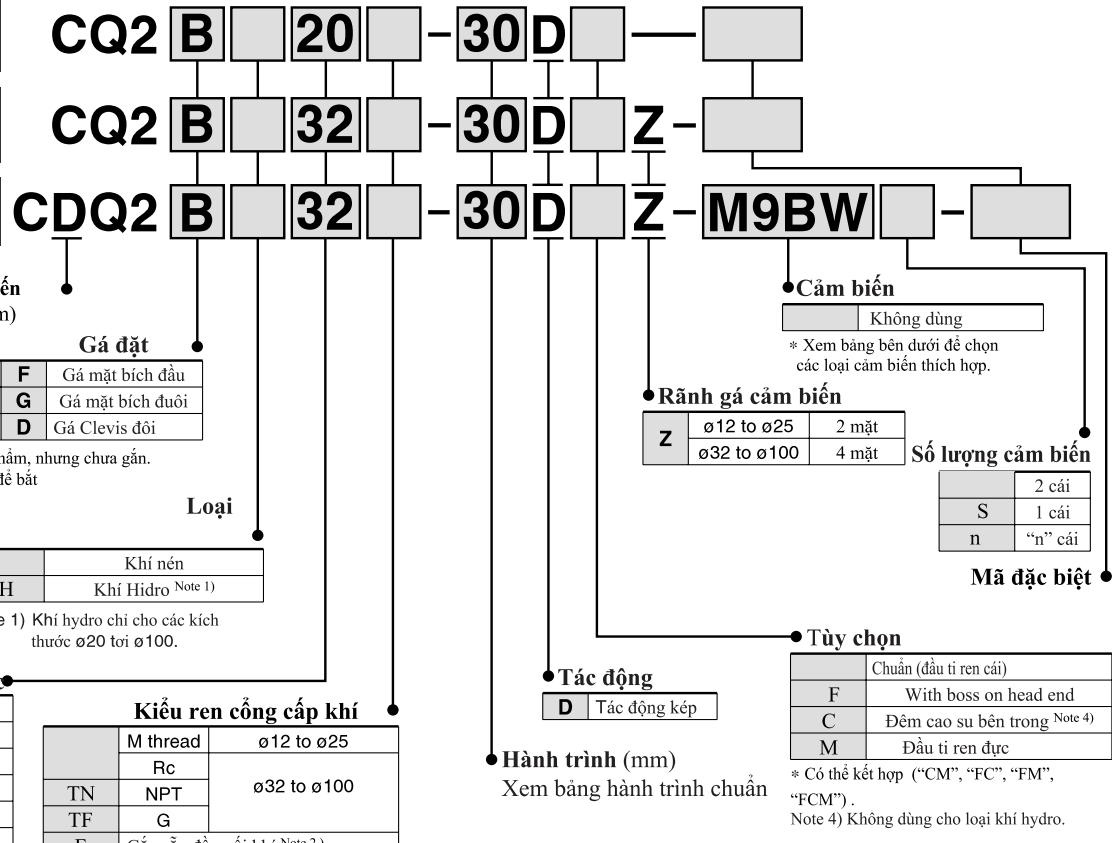 CQ2 B 20 - 30 D —
CQ2 B 32 - 30 D Z -
CDQ2 B 32 - 30 D Z - M9BW -
ến
m)
Gá đặt
F Gá mặt bích đầu
G Gá mặt bích đuôi
D Gá Clevis đôi
nhưng chưa gắn.
để bắt
Loại
Khí nén
H Khí Hidro Note 1)
1) Khí hydro chỉ cho các kích
thước ø20 tơi ø100.
Kiểu ren cổng cấp khí
M thread ø12 to ø25
Rc ø32 to ø100
TN NPT
TF G
Hành trình (mm)
Xem bảng hành trình chuẩn
Tác động
D Tác động kép
Rãnh gá cảm biến
Z ø12 to ø25 2 mặt
ø32 to ø100 4 mặt
Cảm biến
Không dùng
* Xem bảng bên dưới để chọn
các loại cảm biến thích hợp.
Số lượng cảm biến
2 cái
S 1 cái
n “n” cái
Mã đặc biệt
Tùy chọn
Chuẩn (đầu ti ren cái)
F With boss on head end
C Đêm cao su bên trong Note 4)
M Đầu ti ren đực
* Có thể kết hợp (“CM”, “FC”, “FM”,
“FCM”) .
Note 4) Không dùng cho loại khí hydro.